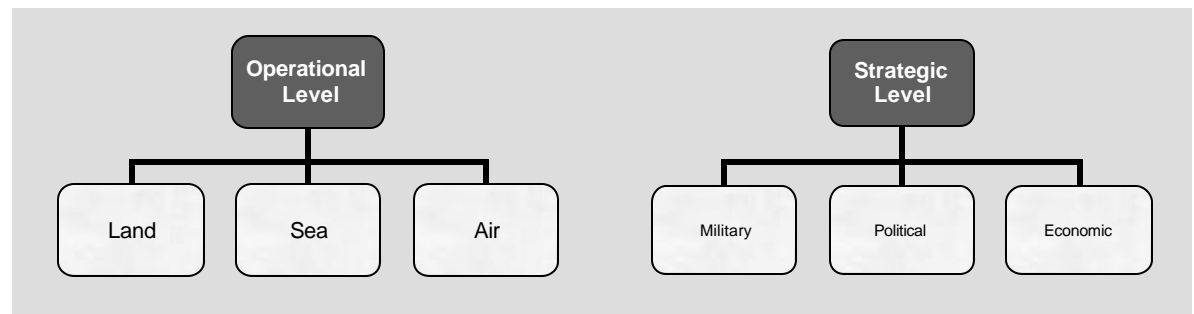 Operational
Level
Land
Sea
Air
Strategic
Level
Military
Political
Economic